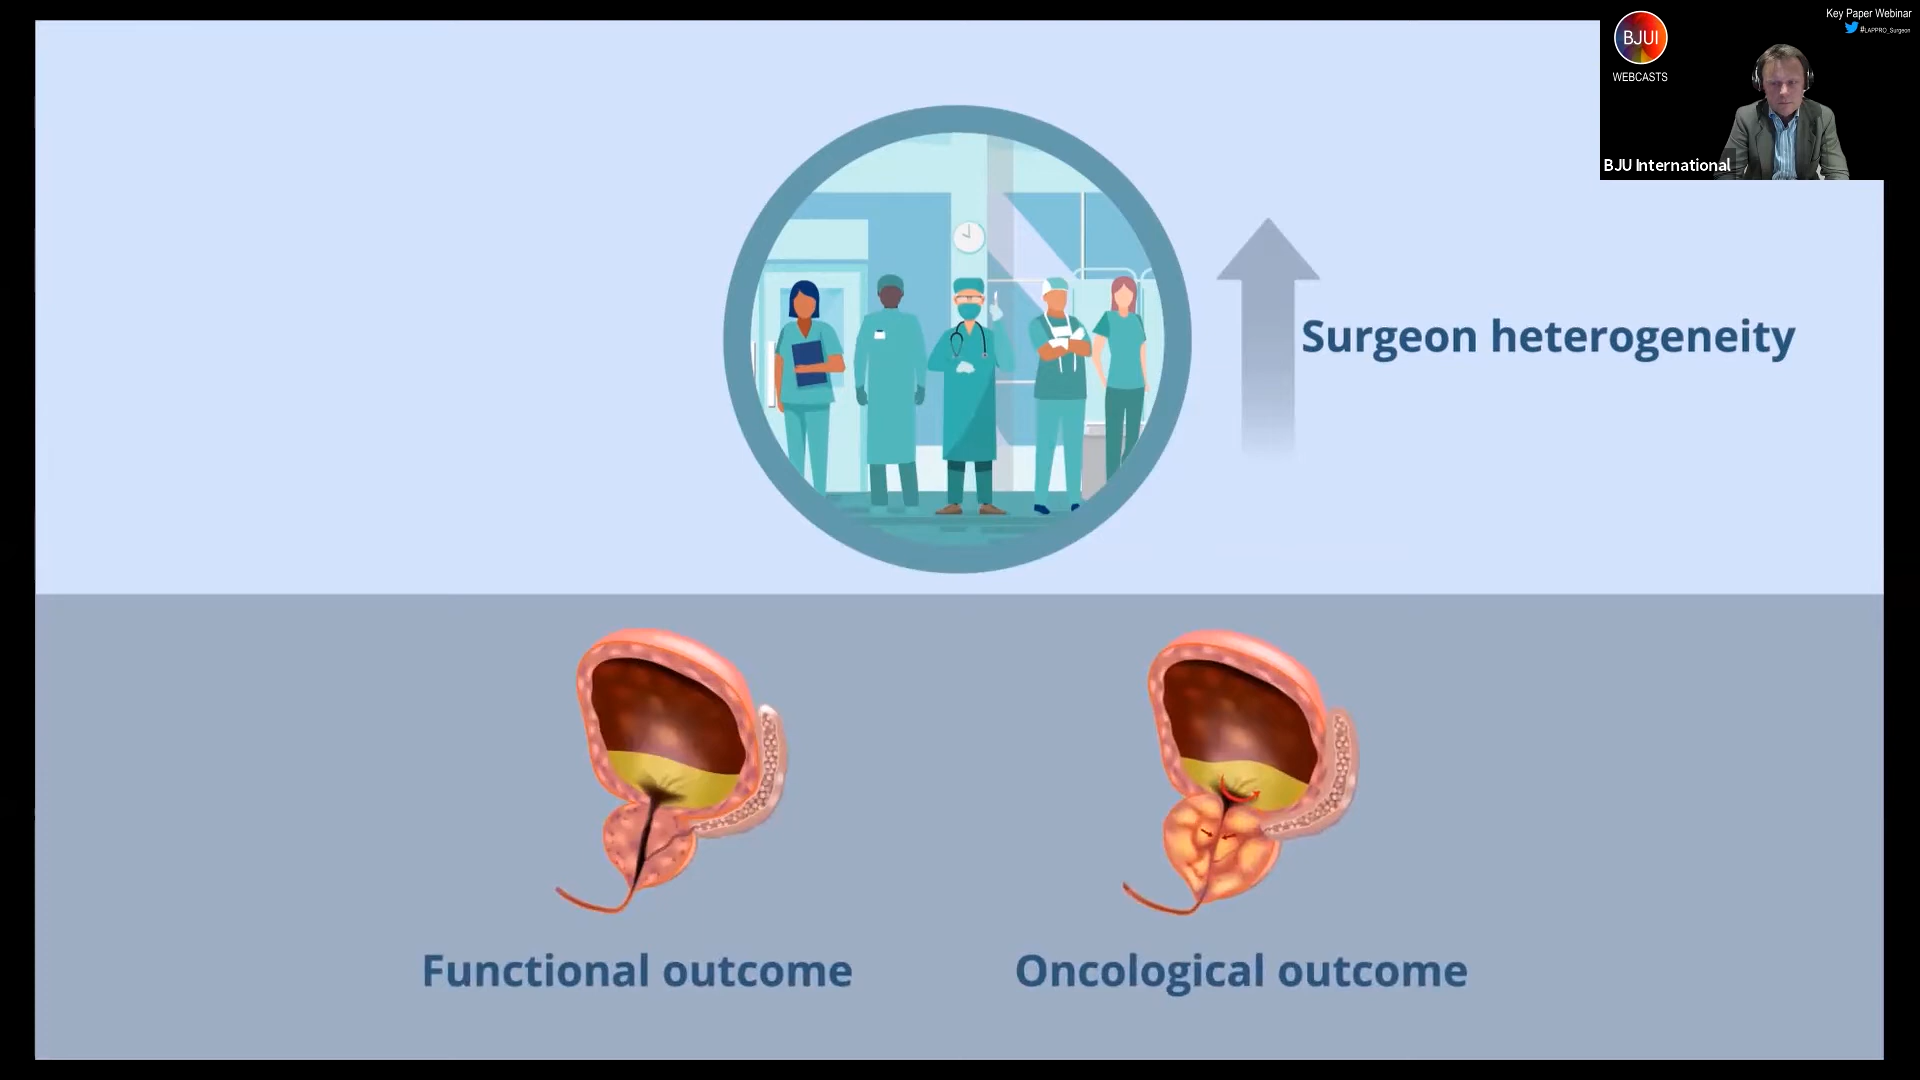 Key Paper Webinar
#LAPPRO_Surgeon
BJUI
WEBCASTS
BJU International
Surgeon heterogeneity
Functional outcome
Oncological outcome